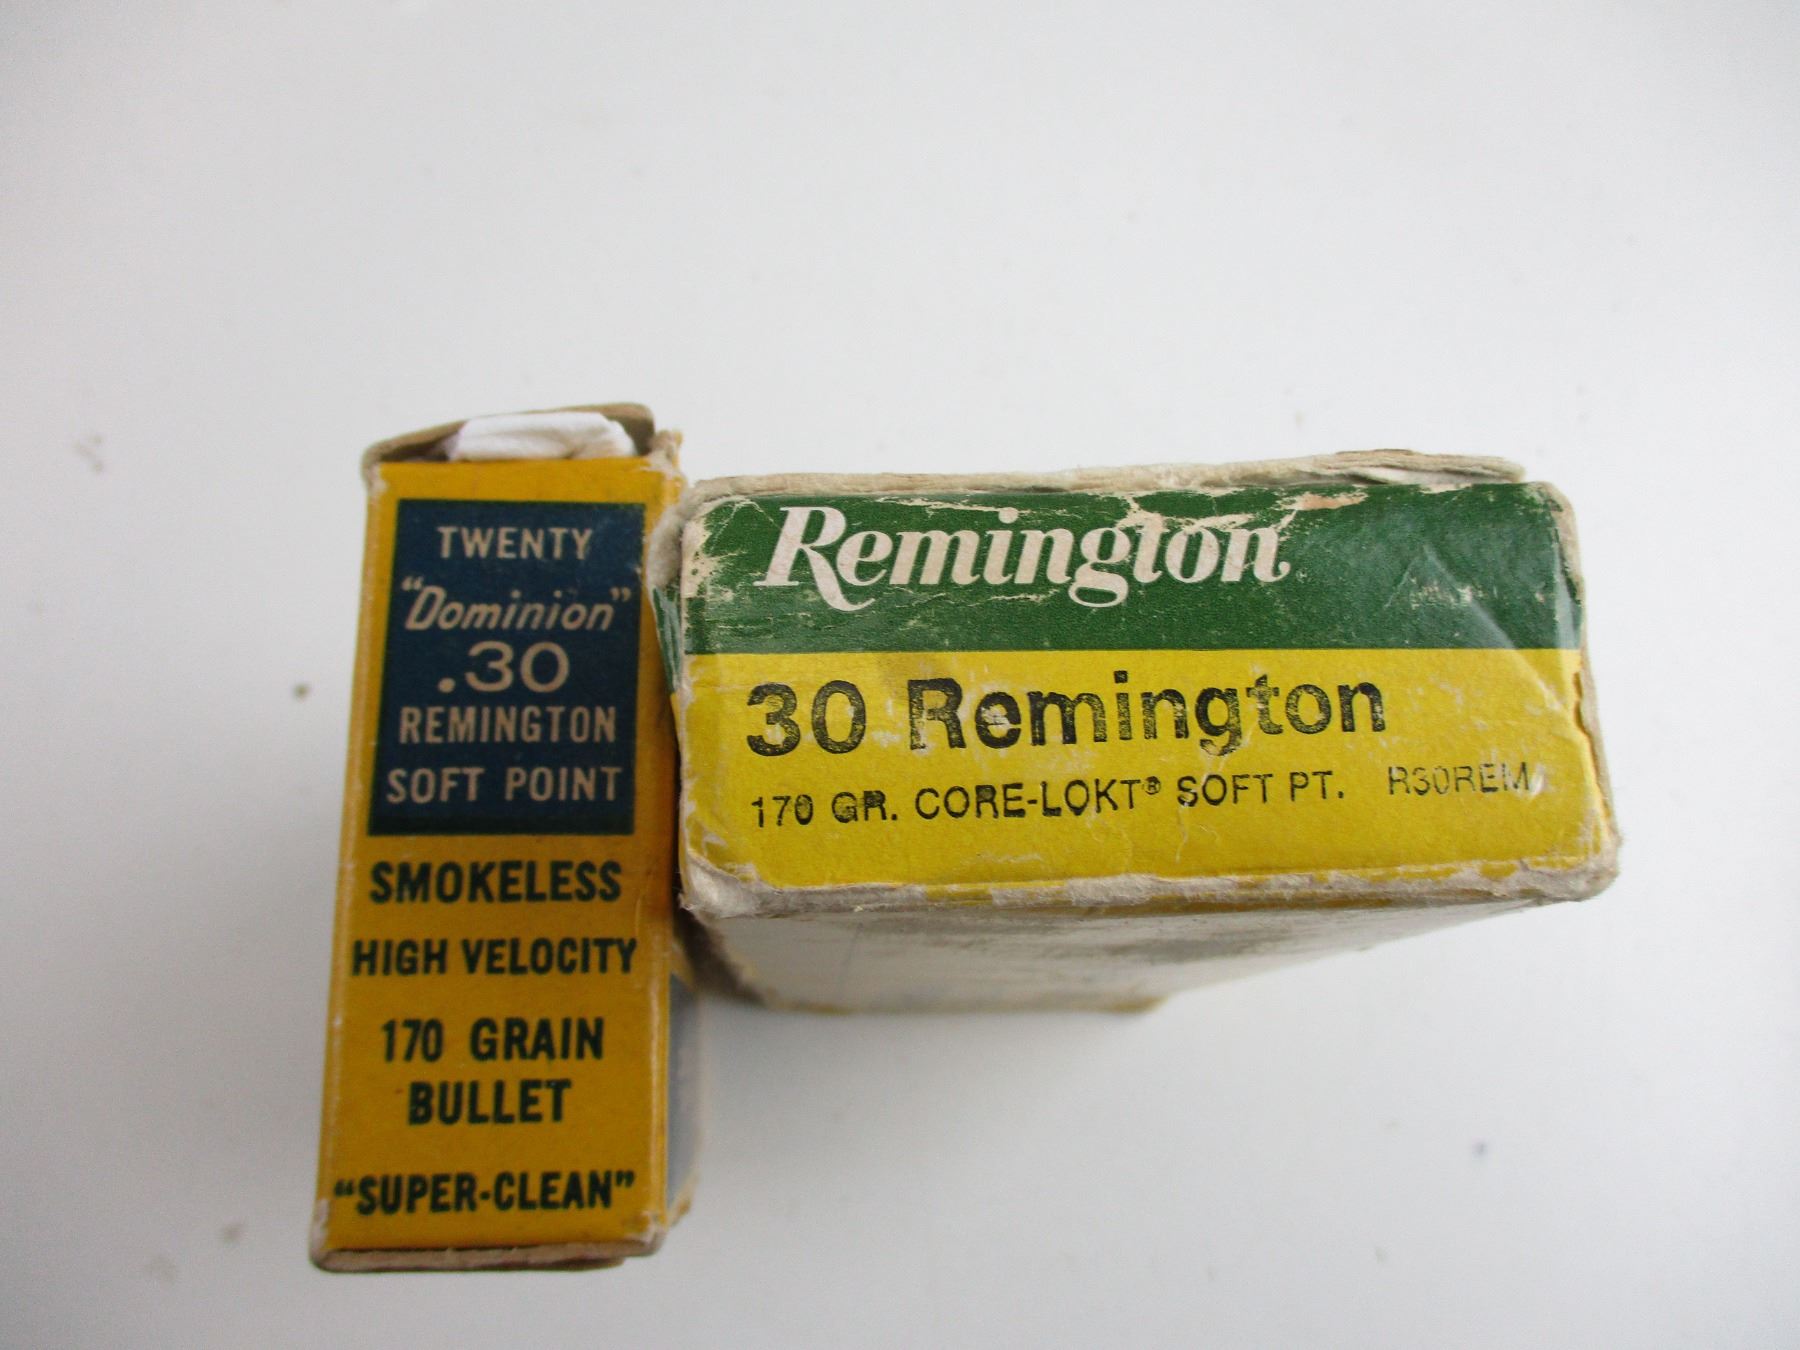 TWENTY
"Dominion"
.30
REMINGTON
SOFT POINT
SMOKELESS
HIGH VELOCITY
170 GRAIN
BULLET
"SUPER-CLEAN"
Remington
30 Remington
170 GR. CORE-LOKT® SOFT PT. R30REM